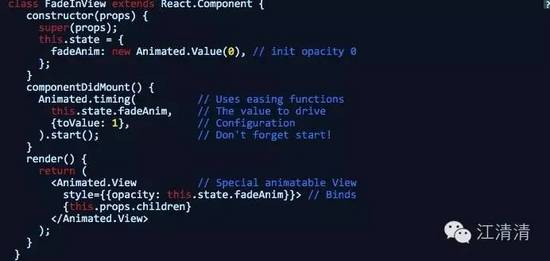 class FadeInView extends React.Component {
  constructor(props) {
    super(props);
    this.state = {
      fadeAnim: new Animated.Value(0), // init opacity 0
    };
  }
  componentDidMount() {
    Animated.timing(          // Uses easing functions
      this.state.fadeAnim,    // The value to drive
      {toValue: 1},           // Configuration
    ).start();                // Don't forget start!
  }
  render() {
    return (
      <Animated.View          // Special animatable View
        style={{opacity: this.state.fadeAnim}}> // Binds
        {this.props.children}
      </Animated.View>
    );
  }
}
?
江清清